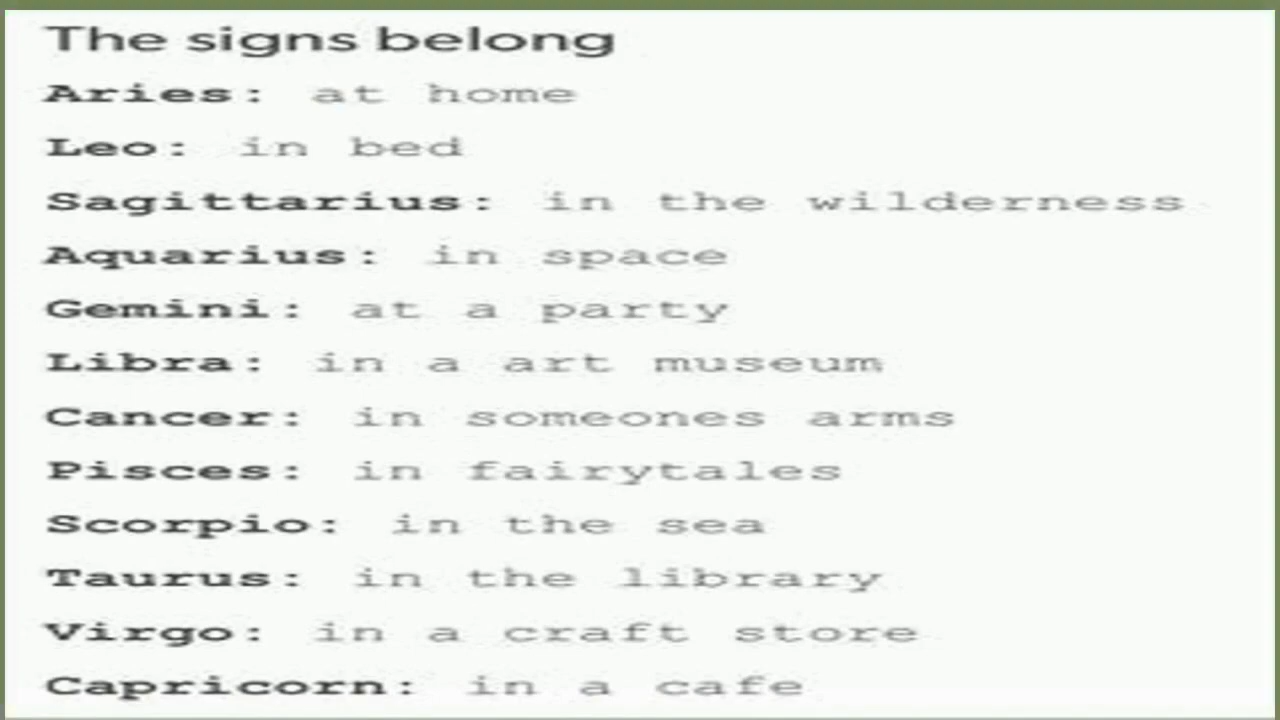 The signs belong
Aries: at home
Leo: in bed
Sagittarius: in the wilderness
Aquarius: in space
Gemini: at a party
Libra: in a art museum
Cancer: in someones arms
Pisces: in fairytales
Scorpio: in the sea
Taurus: in the library
Virgo: in a craft store
Capricorn: in a cafe